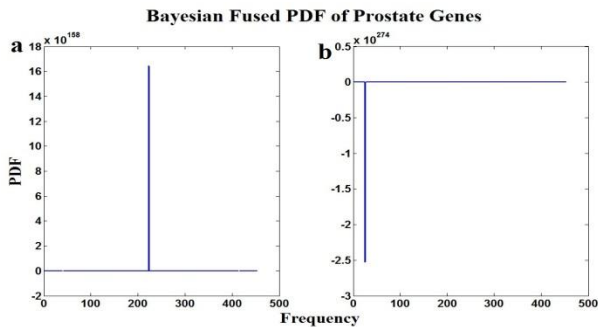 Bayesian Fused PDF of Prostate Genes
a
x 10^158
18
16
14
12
10
8
6
4
2
0
-2
PDF
0 100 200 300 400 500
b
x 10^274
0.5
0
-0.5
-1
-1.5
-2
-2.5
-3
0 100 200 300 400 500
Frequency